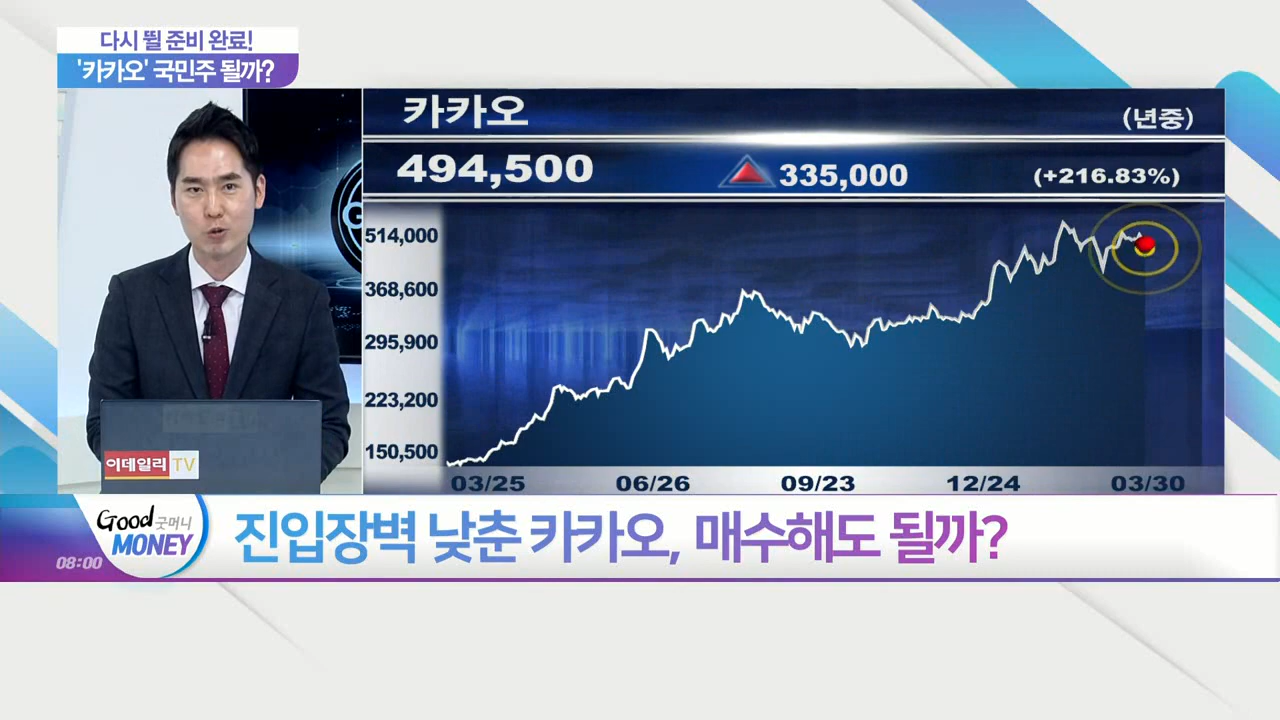 다시 뛸 준비 완료!
'카카오' 국민주 될까?
카카오
(년중)
494,500
335,000
(+216.83%)
514,000
368,600
295,900
223,200
150,500
03/25 06/26 09/23 12/24 03/30
이데일리 TV
Good 굿머니
MONEY
08:00
진입장벽 낮춘 카카오, 매수해도 될까?